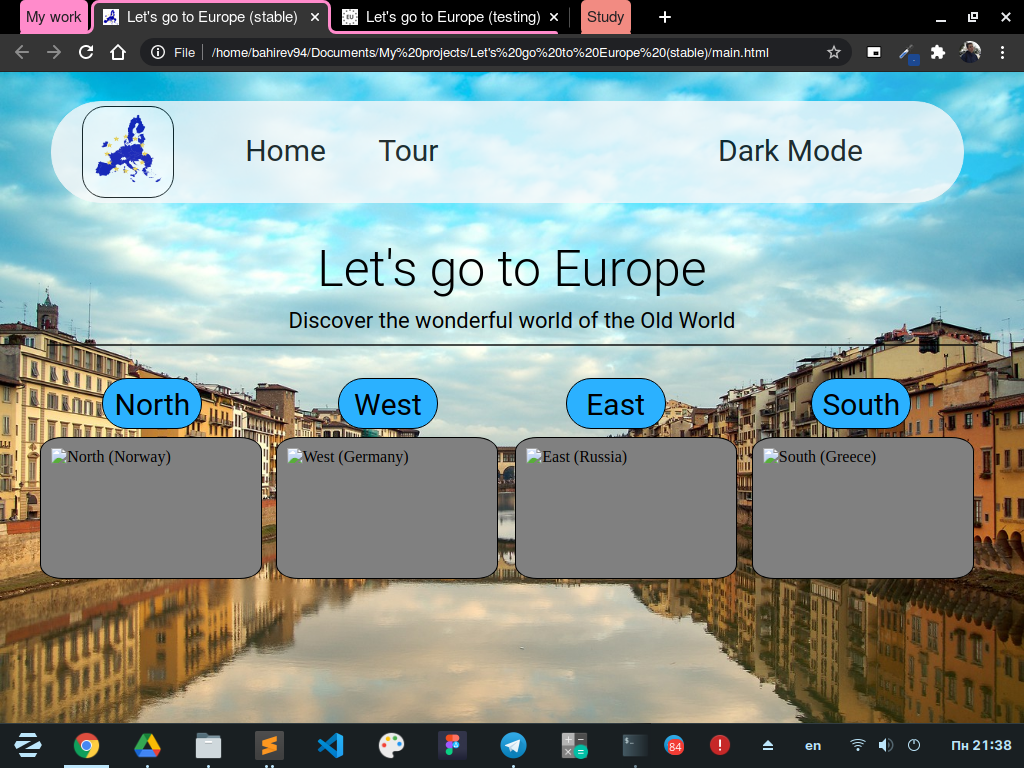 My work
Let's go to Europe (stable)
Let's go to Europe (testing)
Study
File
/home/bahirev94/Documents/My%20projects/Let's%20go%20to%20Europe%20(stable)/main.html
Home
Tour
Dark Mode
Let's go to Europe
Discover the wonderful world of the Old World
North
West
East
South
North (Norway)
West (Germany)
East (Russia)
South (Greece)
84
en
Пн 21:38